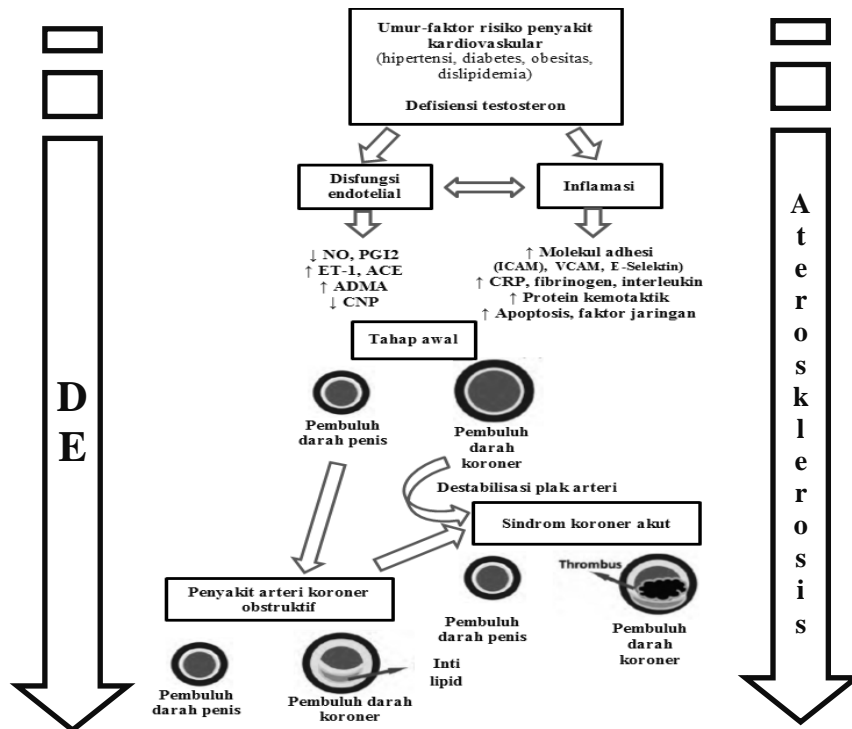 Umur-faktor risiko penyakit
kardiovaskular
(hipertensi, diabetes, obesitas,
dislipidemia)
Defisiensi testosteron
Disfungsi
endotelial
Inflamasi
↓ NO, PGI2
↑ ET-1, ACE
↑ ADMA
↓ CNP
↑ Molekul adhesi
(ICAM), VCAM, E-Selektin)
↑ CRP, fibrinogen, interleukin
↑ Protein kemotaktik
↑ Apoptosis, faktor jaringan
Tahap awal
Pembuluh
darah penis
Pembuluh
darah
koroner
Destabilisasi plak arteri
Sindrom koroner akut
Thrombus
Pembuluh
darah penis
Pembuluh
darah
koroner
Penyakit arteri koroner
obstruktif
Inti
lipid
Pembuluh
darah penis
Pembuluh darah
koroner
D
E
A
t
e
r
o
s
k
l
e
r
o
s
i
s